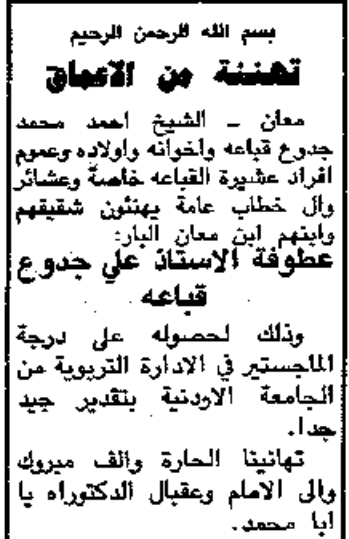 بسم الله الرحمن الرحيم
تهنئة من الاعماق
معان - الشيخ احمد محمد
جدوع قباعه واخوانه واولاده وعموم
افراد عشيرة القباعه خاصة وعشائر
وال خطاب عامة يهنئون شقيقهم
وابنهم ابن معان البار:
عطوفة الاستاذ علي جدوع
قباعه
وذلك لحصوله على درجة
الماجستير في الادارة التربوية من
الجامعة الاردنية بتقدير جيد
جدا.
تهانينا الحارة والف مبروك
والى الامام وعقبال الدكتوراه يا
ابا محمد.